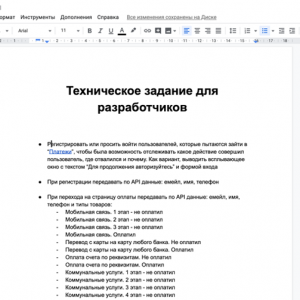 ормат Инструменты Дополнения Справка Все изменения сохранены на Диске
Arial
11
Техническое задание для
разработчиков
Регистрировать или просить войти пользователей, которые пытаются зайти в
"Платежи", чтобы была возможность отслеживать какое действие совершил
пользователь, где отвалился и почему. Как вариант, выводить всплывающее
окно с текстом "Для продолжения авторизуйтесь" и формой входа
При регистрации передавать по API данные: емейл, имя, телефон
При переходе на страницу оплаты передавать по API данные: емейл, имя,
телефон и типы товаров:
- Мобильная связь. 1 этап - не оплатил
- Мобильная связь. 2 этап - не оплатил
- Мобильная связь. 3 этап - не оплатил
- Мобильная связь. Оплатил
- Перевод с карты на карту любого банка. Не оплатил
- Перевод с карты на карту любого банка. Оплатил
- Оплата счета по реквизитам. Не оплатил
- Оплата счета по реквизитам. Оплатил
- Коммунальные услуги. 1 этап - не оплатил
- Коммунальные услуги. 2 этап - не оплатил
- Коммунальные услуги. 3 этап - не оплатил
- Коммунальные услуги. 4 этап - не оплатил